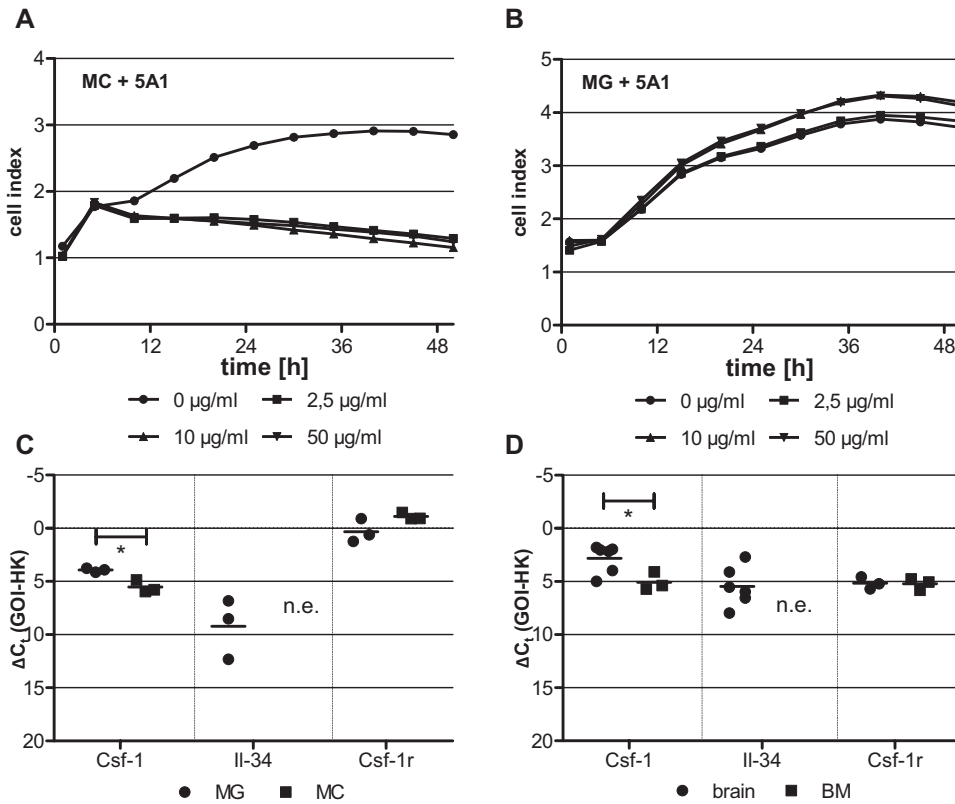 A
MC + 5A1
cell index
4
3
2
1
0
0 12 24 36 48
time [h]
0 µg/ml 2,5 µg/ml
10 µg/ml 50 µg/ml
B
MG + 5A1
cell index
5
4
3
2
1
0
0 12 24 36 48
time [h]
0 µg/ml 2,5 µg/ml
10 µg/ml 50 µg/ml
C
ΔCt (GOI-HK)
-5
0
5
10
15
20
*
n.e.
Csf-1 Il-34 Csf-1r
MG MC
D
ΔCt (GOI-HK)
-5
0
5
10
15
20
*
n.e.
Csf-1 Il-34 Csf-1r
brain BM